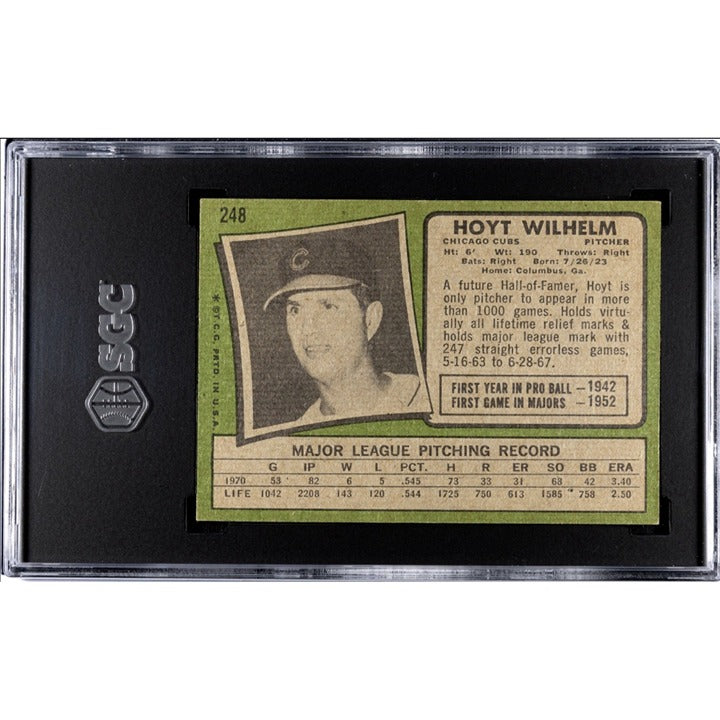 SGC
248
HOYT WILHELM
CHICAGO CUBS PITCHER
Ht: 6' Wt: 190 Throws: Right
Bats: Right Born: 7/26/23
Home: Columbus, Ga.
A future Hall-of-Famer, Hoyt is
only pitcher to appear in more
than 1000 games. Holds virtu-
ally all lifetime relief marks &
holds major league mark with
247 straight errorless games,
5-16-63 to 6-28-67.
FIRST YEAR IN PRO BALL —1942
FIRST GAME IN MAJORS —1952
C
* ©T.C.G. PRTD. IN U.S.A.
MAJOR LEAGUE PITCHING RECORD
G IP W L PCT. H R ER SO BB ERA
1970 53 82 6 5 .545 73 33 31 68 42 3.40
LIFE 1042 2208 143 120 .544 1725 750 613 1585 758 2.50